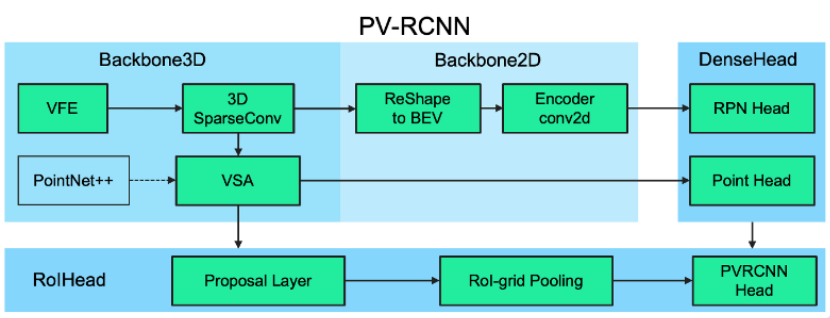 PV-RCNN
Backbone3D
Backbone2D
DenseHead
VFE
3D
SparseConv
ReShape
to BEV
Encoder
conv2d
RPN Head
PointNet++
VSA
Point Head
RoIHead
Proposal Layer
RoI-grid Pooling
PVRCNN
Head